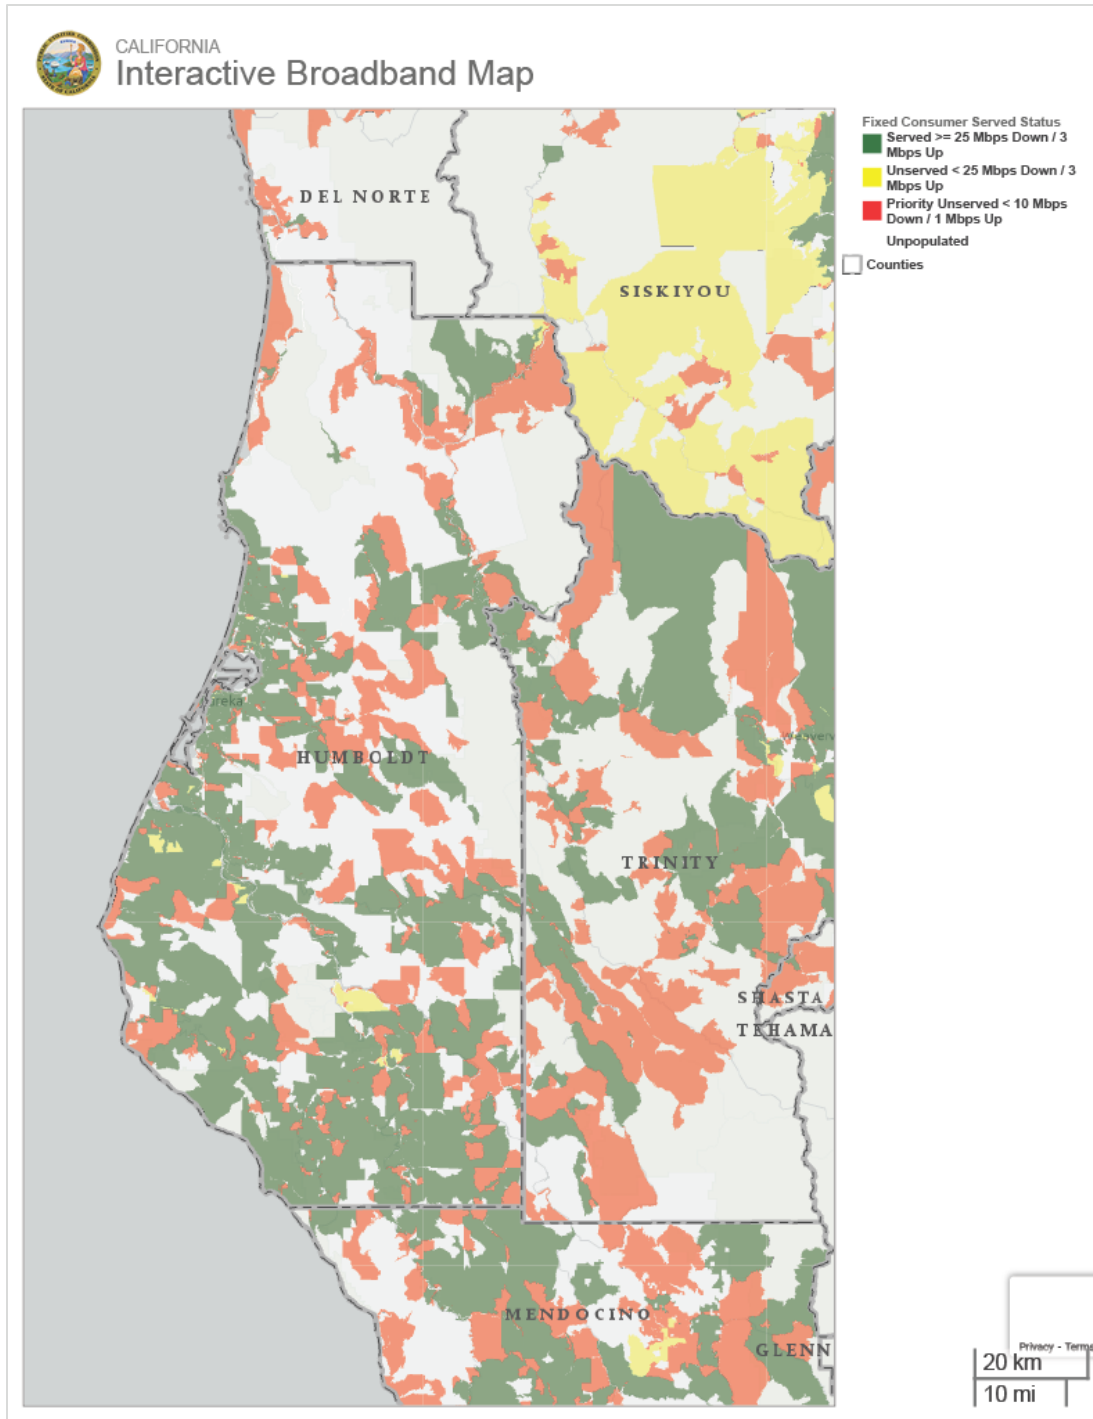 CALIFORNIA
Interactive Broadband Map
Fixed Consumer Served Status
Served >= 25 Mbps Down / 3
Mbps Up
Unserved < 25 Mbps Down / 3
Mbps Up
Priority Unserved < 10 Mbps
Down / 1 Mbps Up
Unpopulated
Counties
DEL NORTE
SISKIYOU
HUMBOLDT
TRINITY
SHASTA
TEHAMA
MENDOCINO
GLENN
Privacy - Terms
20 km
10 mi